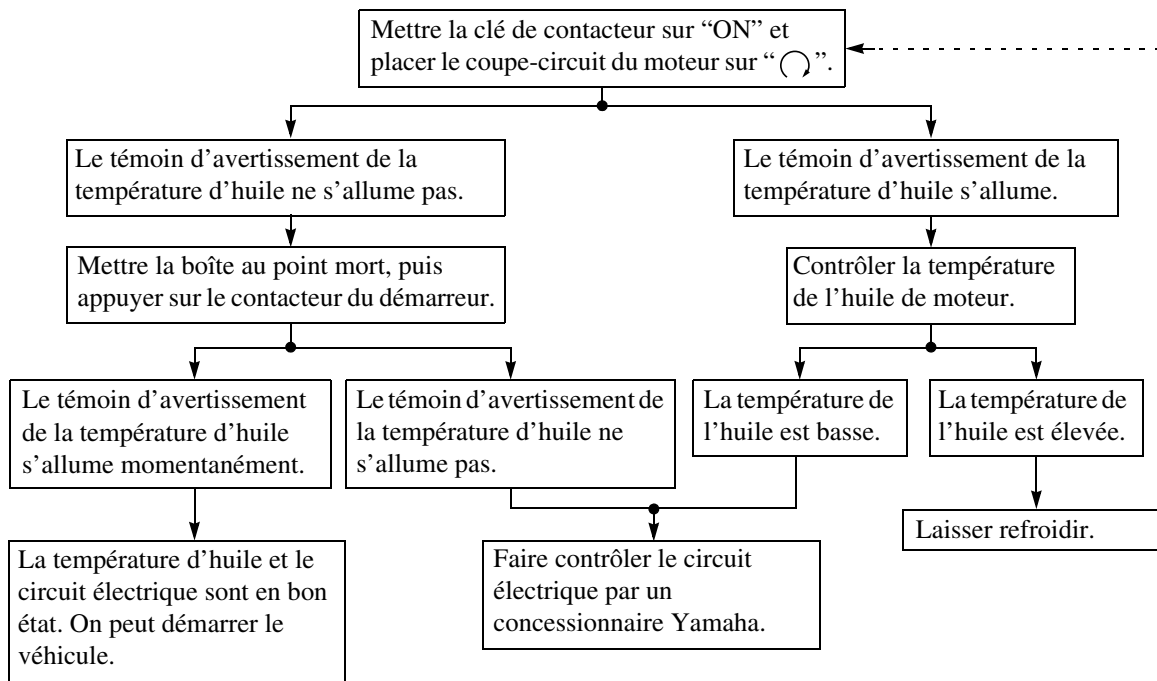 Mettre la clé de contacteur sur “ON” et
placer le coupe-circuit du moteur sur “ ”.
Le témoin d’avertissement de la
température d’huile ne s’allume pas.
Le témoin d’avertissement de la
température d’huile s’allume.
Mettre la boîte au point mort, puis
appuyer sur le contacteur du démarreur.
Contrôler la température
de l’huile de moteur.
Le témoin d’avertissement
de la température d’huile
s’allume momentanément.
Le témoin d’avertissement de
la température d’huile ne
s’allume pas.
La température de
l’huile est basse.
La température de
l’huile est élevée.
La température d’huile et le
circuit électrique sont en bon
état. On peut démarrer le
véhicule.
Faire contrôler le circuit
électrique par un
concessionnaire Yamaha.
Laisser refroidir.